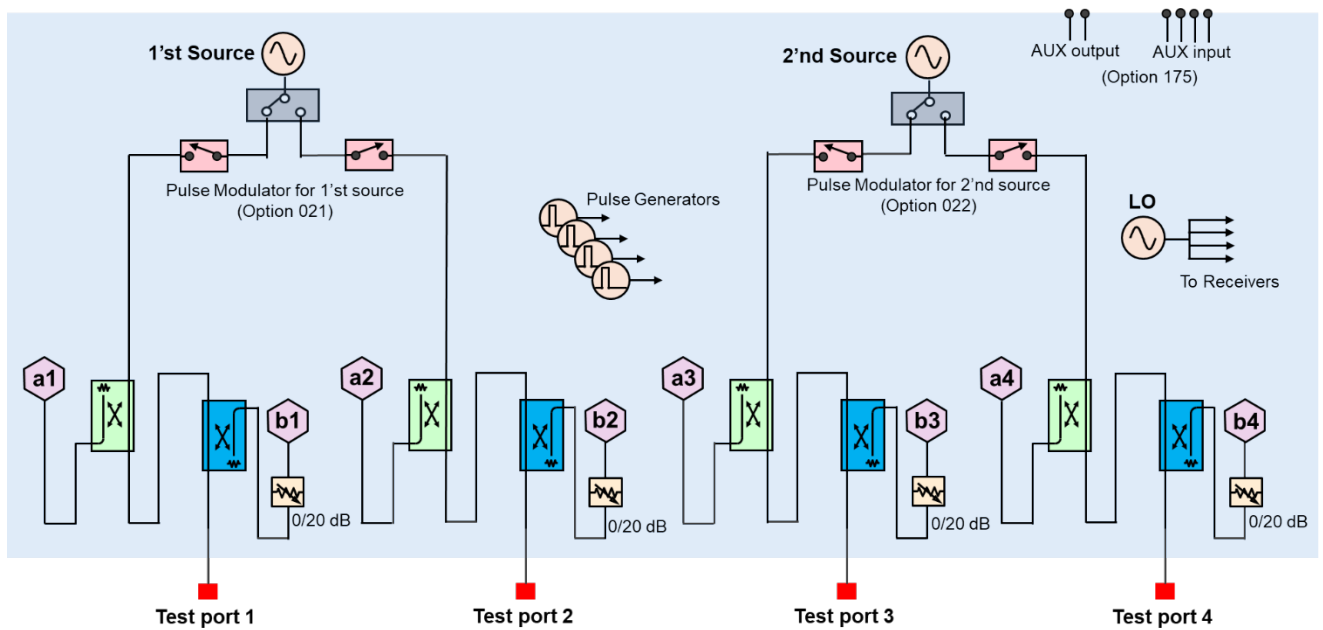 1'st Source
2'nd Source
AUX output
AUX input
(Option 175)
Pulse Modulator for 1'st source
(Option 021)
Pulse Generators
Pulse Modulator for 2'nd source
(Option 022)
LO
To Receivers
a1
b1
a2
b2
a3
b3
a4
b4
0/20 dB
0/20 dB
0/20 dB
0/20 dB
Test port 1
Test port 2
Test port 3
Test port 4